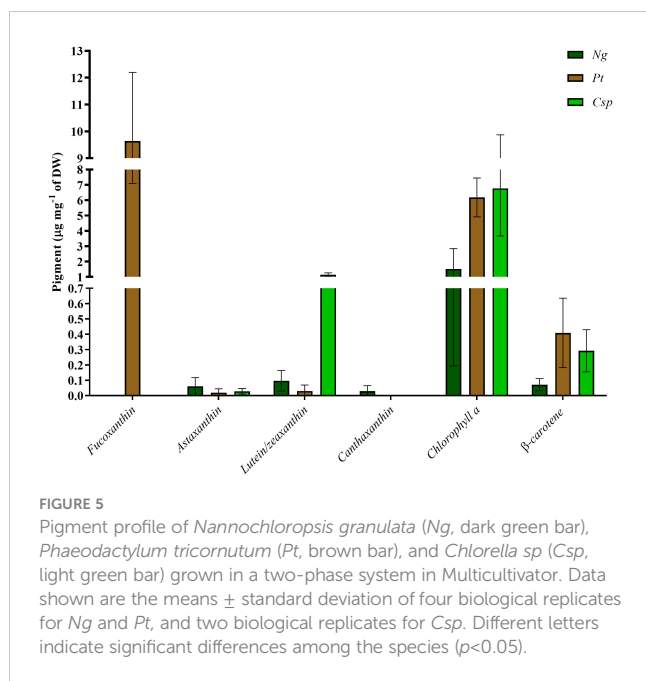 13
12
11
10
9
8
7
6
5
4
3
2
1
0.7
0.6
0.5
0.4
0.3
0.2
0.1
0.0
Pigment (µg mg⁻¹ of DW)
Ng
Pt
Csp
Fucoxanthin
Astaxanthin
Lutein/zeaxanthin
Canthaxanthin
Chlorophyll a
β-carotene
FIGURE 5
Pigment profile of Nannochloropsis granulata (Ng, dark green bar),
Phaeodactylum tricornutum (Pt, brown bar), and Chlorella sp (Csp,
light green bar) grown in a two-phase system in Multicultivator. Data
shown are the means ± standard deviation of four biological replicates
for Ng and Pt, and two biological replicates for Csp. Different letters
indicate significant differences among the species (p<0.05).